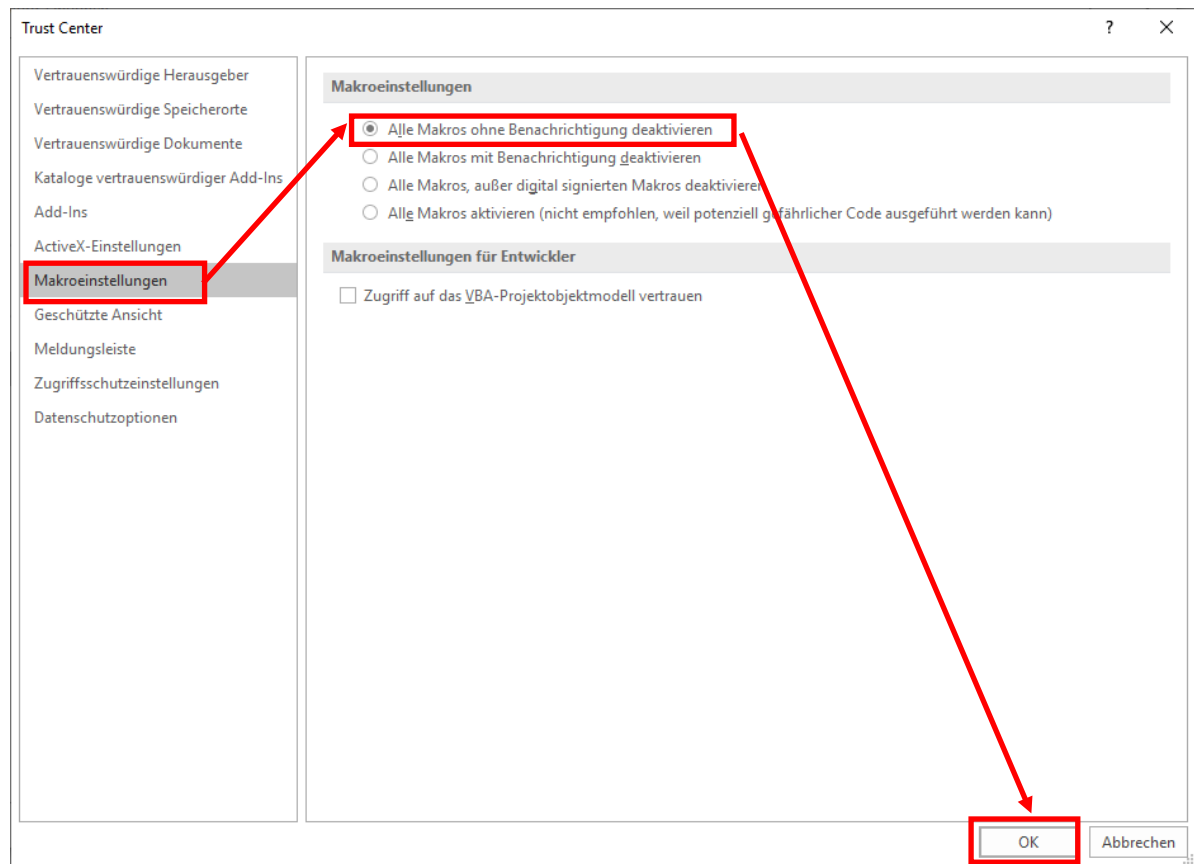 Trust Center
?
Vertrauenswürdige Herausgeber
Vertrauenswürdige Speicherorte
Vertrauenswürdige Dokumente
Kataloge vertrauenswürdiger Add-Ins
Add-Ins
ActiveX-Einstellungen
Makroeinstellungen
Geschützte Ansicht
Meldungsleiste
Zugriffsschutzeinstellungen
Datenschutzoptionen
Makroeinstellungen
Alle Makros ohne Benachrichtigung deaktivieren
Alle Makros mit Benachrichtigung deaktivieren
Alle Makros, außer digital signierten Makros deaktivieren
Alle Makros aktivieren (nicht empfohlen, weil potenziell gefährlicher Code ausgeführt werden kann)
Makroeinstellungen für Entwickler
Zugriff auf das VBA-Projektobjektmodell vertrauen
OK
Abbrechen